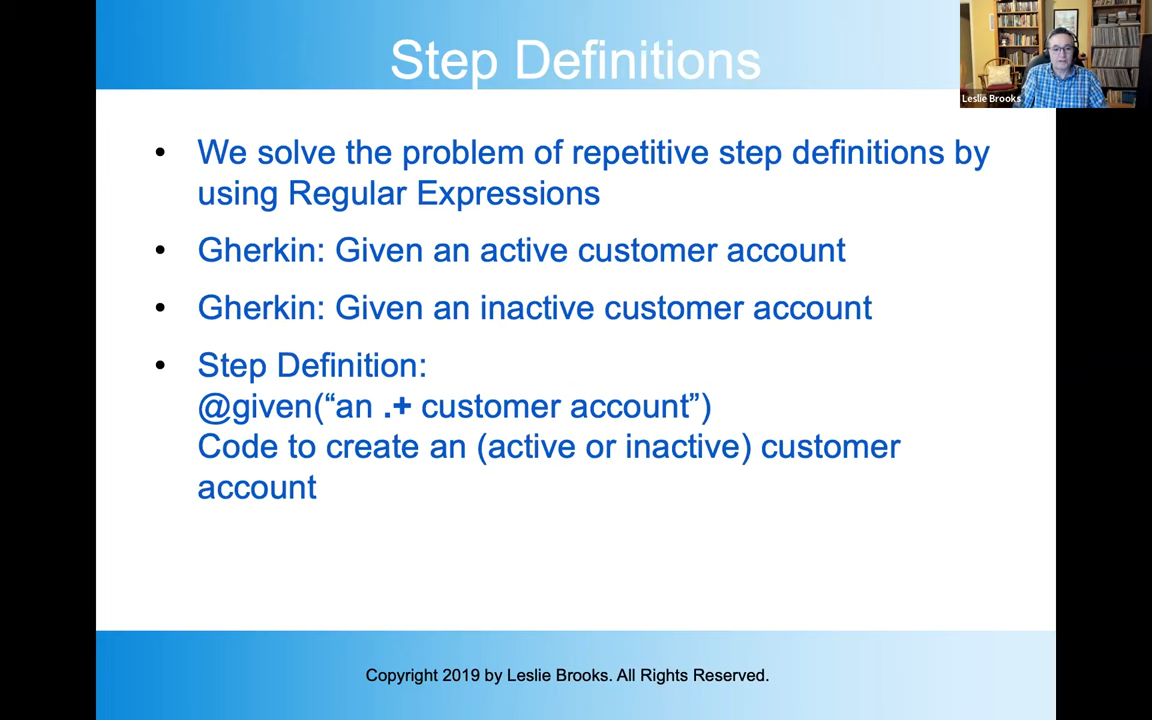 Step Definitions
Leslie Brooks
• We solve the problem of repetitive step definitions by
using Regular Expressions
• Gherkin: Given an active customer account
• Gherkin: Given an inactive customer account
• Step Definition:
@given(“an .+ customer account”)
Code to create an (active or inactive) customer
account
Copyright 2019 by Leslie Brooks. All Rights Reserved.